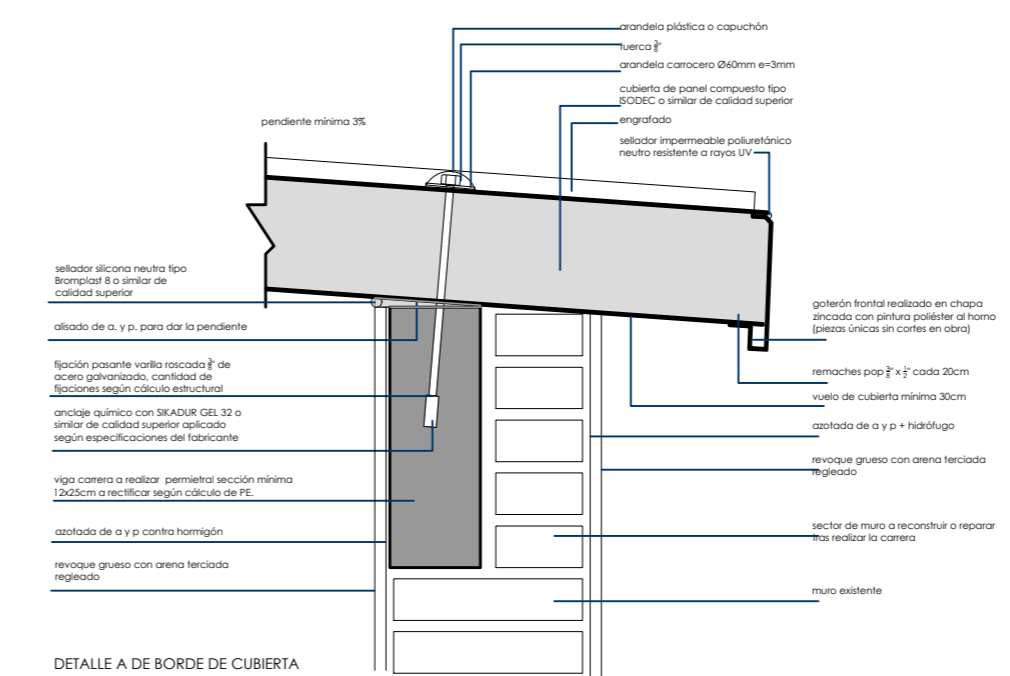 arandela plástica o capuchón
tuerca 3/8"
arandela carrocero Ø60mm e=3mm
cubierta de panel compuesto tipo
ISODEC o similar de calidad superior
engrafado
sellador impermeable poliuretánico
neutro resistente a rayos UV
pendiente mínima 3%
sellador silicona neutra tipo
Bromplast 8 o similar de
calidad superior
alisado de a. y p. para dar la pendiente
fijación pasante varilla roscada 3/8" de
acero galvanizado, cantidad de
fijaciones según cálculo estructural
anclaje químico con SIKADUR GEL 32 o
similar de calidad superior aplicado
según especificaciones del fabricante
viga carrera a realizar permietral sección mínima
12x25cm a rectificar según cálculo de PE.
azotada de a y p contra hormigón
revoque grueso con arena terciada
regleado
goterón frontal realizado en chapa
zincada con pintura poliéster al horno
(piezas únicas sin cortes en obra)
remaches pop 3/8" x 1/2" cada 20cm
vuelo de cubierta mínima 30cm
azotada de a y p + hidrófugo
revoque grueso con arena terciada
regleado
sector de muro a reconstruir o reparar
tras realizar la carrera
muro existente
DETALLE A DE BORDE DE CUBIERTA